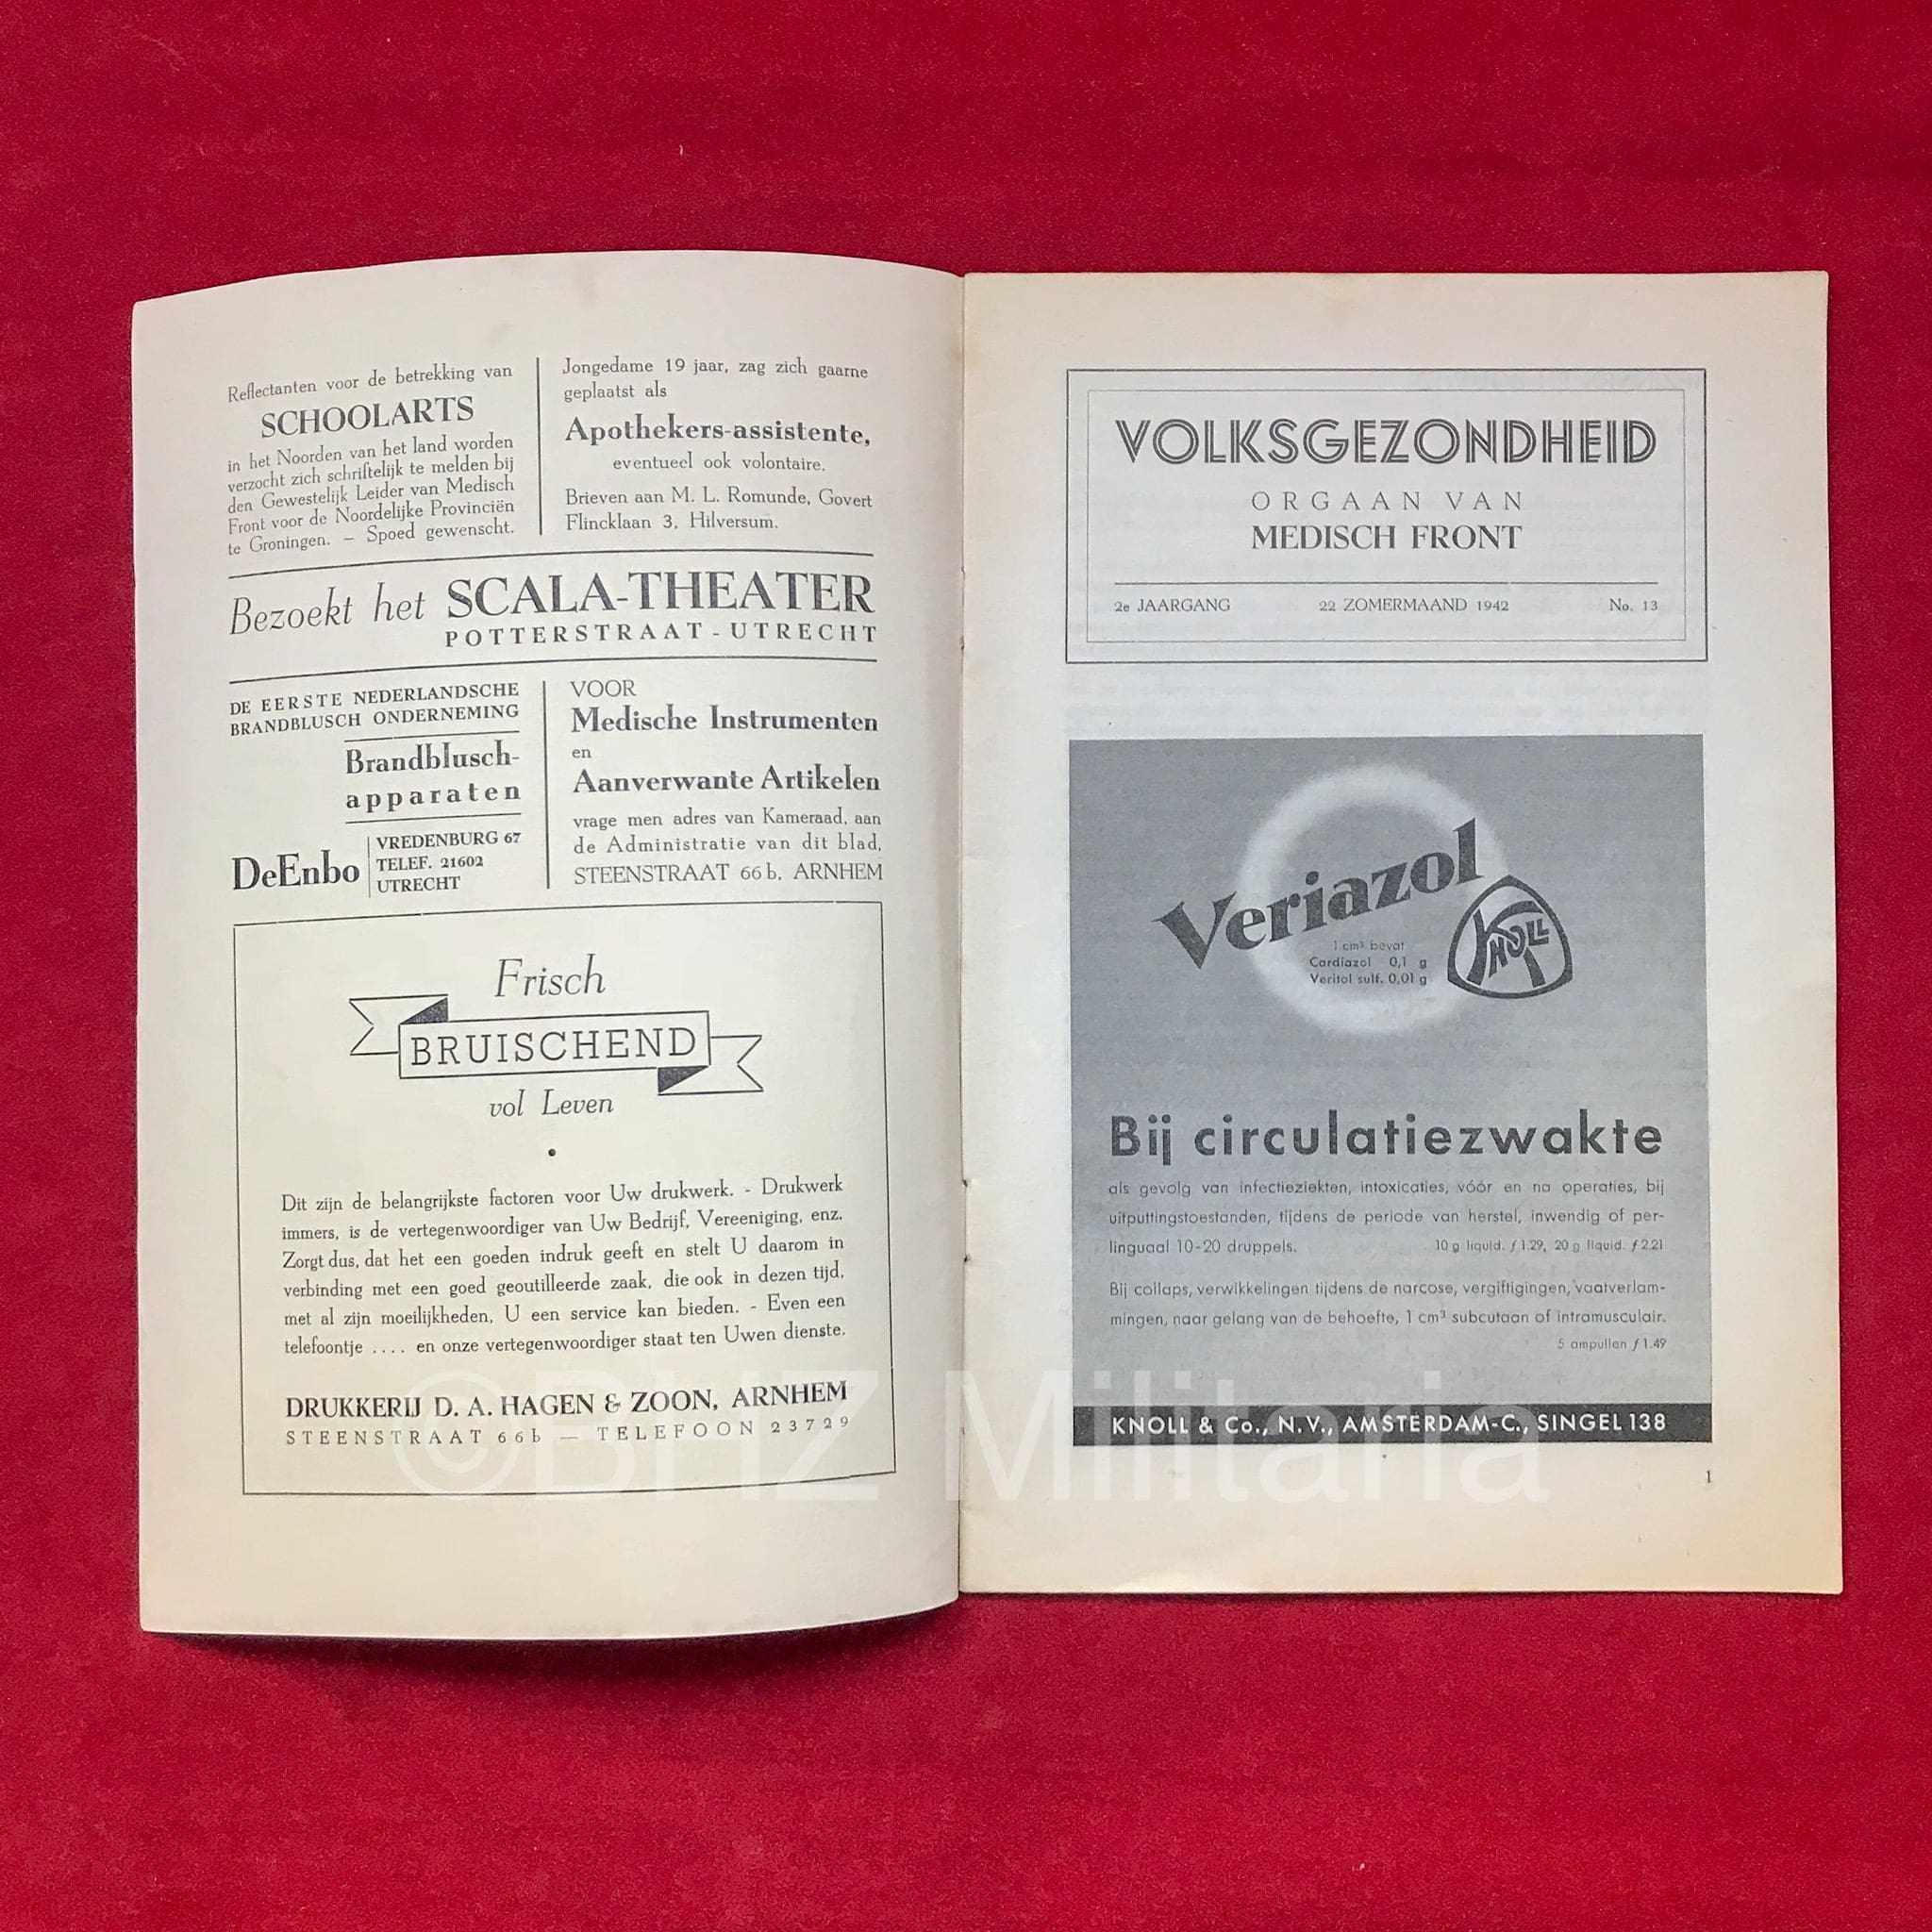 Reflectanten voor de betrekking van
SCHOOLARTS
in het Noorden van het land worden
verzocht zich schriftelijk te melden bij
den Gewestelijk Leider van Medisch
Front voor de Noordelijke Provinciën
te Groningen. — Spoed gewenscht.
Jongedame 19 jaar, zag zich gaarne
geplaatst als
Apothekers-assistente,
eventueel ook volontaire.
Brieven aan M. L. Romunde, Govert
Flincklaan 3, Hilversum.
Bezoekt het SCALA-THEATER
POTTERSTRAAT - UTRECHT
DE EERSTE NEDERLANDSCHE
BRANDBLUSCH ONDERNEMING
Brandblusch-
apparaten
DeEnbo
VREDENBURG 67
TELEF. 21602
UTRECHT
VOOR
Medische Instrumenten
en
Aanverwante Artikelen
vrage men adres van Kameraad, aan
de Administratie van dit blad,
STEENSTRAAT 66b, ARNHEM
Frisch
BRUISCHEND
vol Leven
Dit zijn de belangrijkste factoren voor Uw drukwerk. - Drukwerk
immers, is de vertegenwoordiger van Uw Bedrijf, Vereeniging, enz.
Zorgt dus, dat het een goeden indruk geeft en stelt U daarom in
verbinding met een goed geoutilleerde zaak, die ook in dezen tijd,
met al zijn moeilijkheden, U een service kan bieden. - Even een
telefoontje .... en onze vertegenwoordiger staat ten Uwen dienste.
DRUKKERIJ D. A. HAGEN & ZOON, ARNHEM
STEENSTRAAT 66b — TELEFOON 23729
VOLKSGEZONDHEID
ORGAAN VAN
MEDISCH FRONT
2e JAARGANG 22 ZOMERMAAND 1942 No. 13
Veriazol
1 cm³ bevat
Cardiazol 0,1 g
Veritol sulf. 0,01 g
KNOLL
Bij circulatiezwakte
als gevolg van infectieziekten, intoxicaties, vóór en na operaties, bij
uitputtingstoestanden, tijdens de periode van herstel, inwendig of per-
linguaal 10-20 druppels. 10 g liquid. f 1.29, 20 g liquid. f 2.21
Bij collaps, verwikkelingen tijdens de narcose, vergiftigingen, vaatverlam-
mingen, naar gelang van de behoefte, 1 cm³ subcutaan of intramusculair.
5 ampullen f 1.49
KNOLL & Co., N.V., AMSTERDAM-C., SINGEL 138
1
©BriZ Militaria